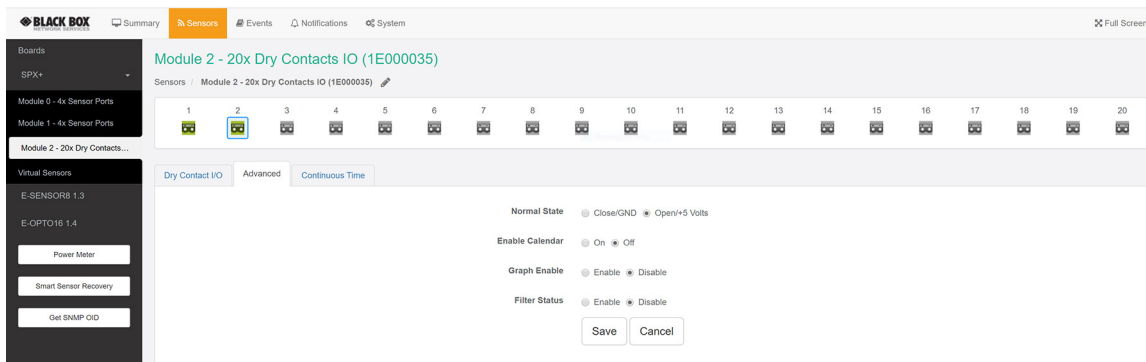 BLACK BOX
NETWORK SERVICES
Summary
Sensors
Events
Notifications
System
Full Screen
Boards
SPX+
Module 0 - 4x Sensor Ports
Module 1 - 4x Sensor Ports
Module 2 - 20x Dry Contacts...
Virtual Sensors
E-SENSOR8 1.3
E-OPTO16 1.4
Power Meter
Smart Sensor Recovery
Get SNMP OID
Module 2 - 20x Dry Contacts IO (1E000035)
Sensors / Module 2 - 20x Dry Contacts IO (1E000035)
1 2 3 4 5 6 7 8 9 10 11 12 13 14 15 16 17 18 19 20
Dry Contact I/O Advanced Continuous Time
Normal State Close/GND Open/+5 Volts
Enable Calendar On Off
Graph Enable Enable Disable
Filter Status Enable Disable
Save Cancel